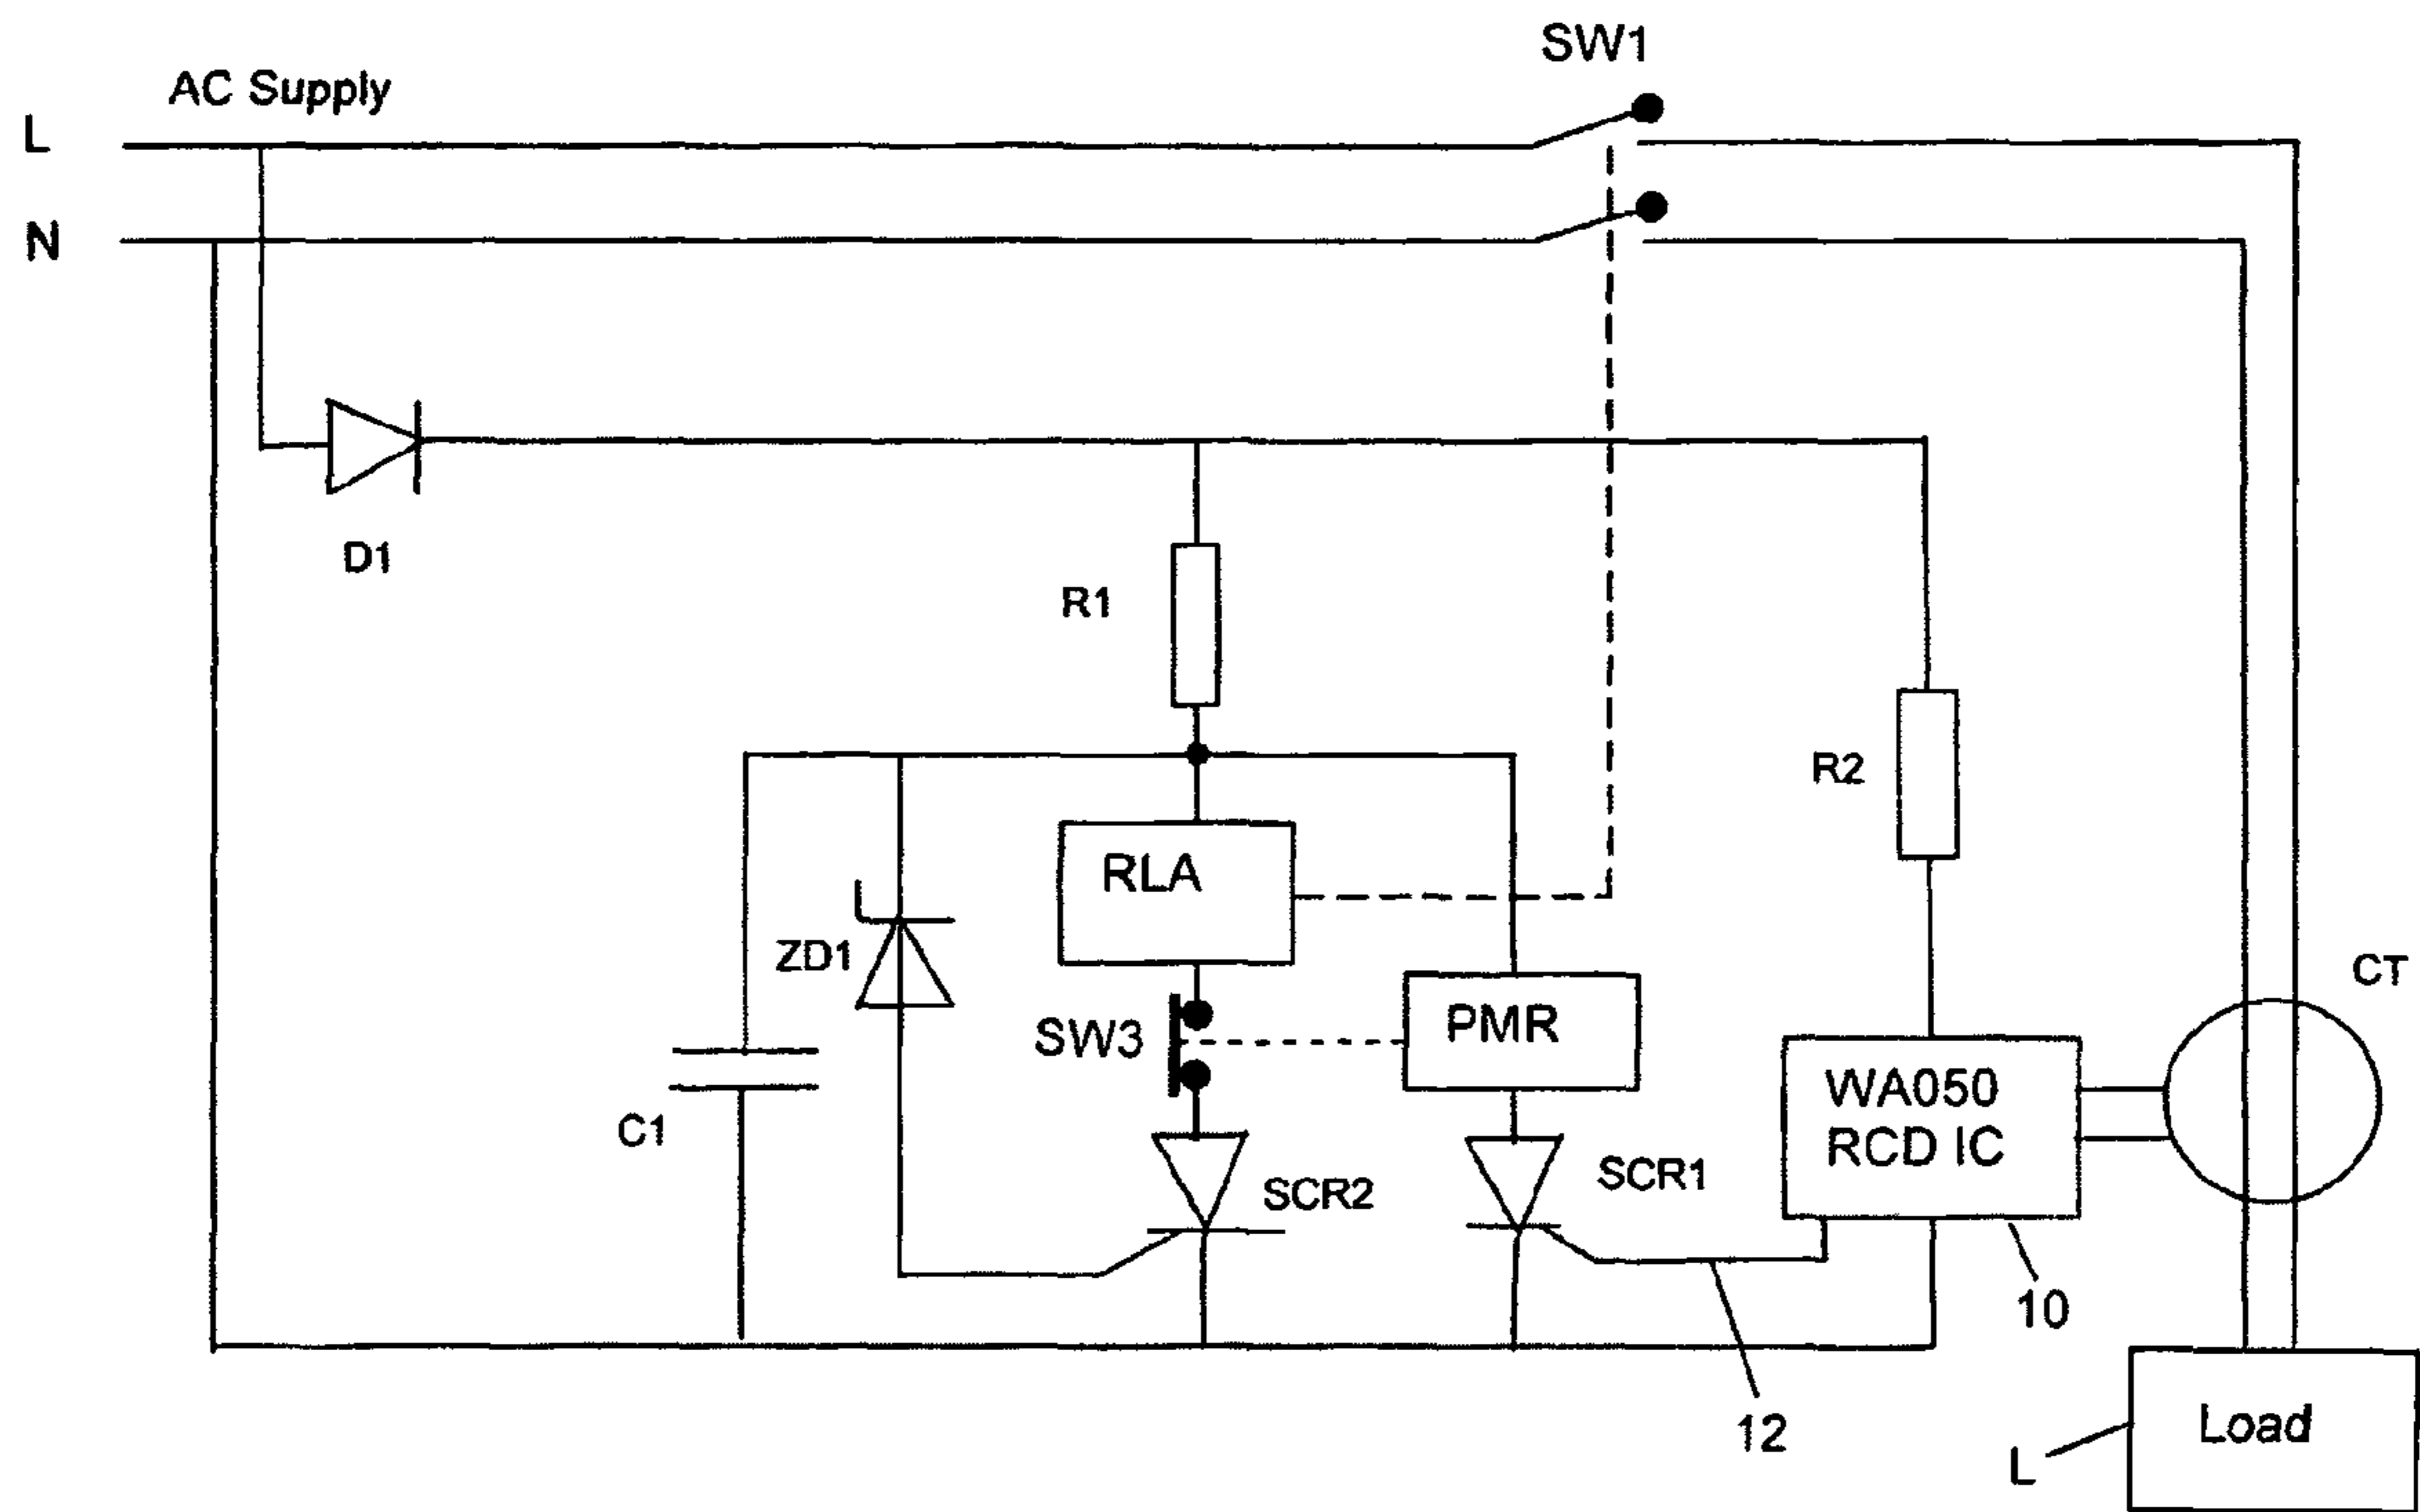 SW1
AC Supply
L
N
D1
R1
R2
RLA
ZD1
CT
SW3
PMR
WA050
RCD IC
C1
SCR2
SCR1
10
12
Load
L